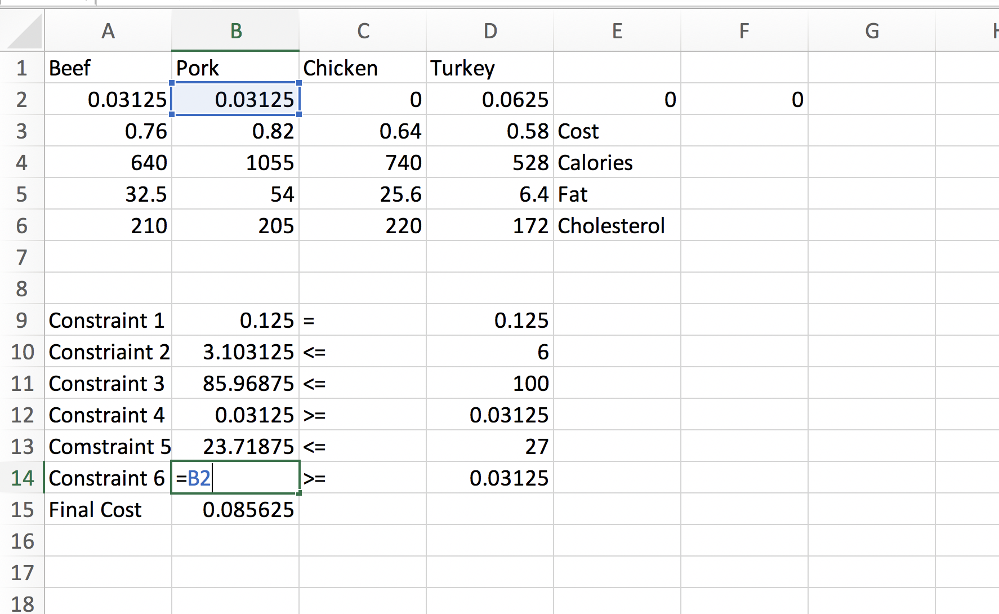 A B C D E F G H
1 Beef Pork Chicken Turkey
2 0.03125 0.03125 0 0.0625 0 0
3 0.76 0.82 0.64 0.58 Cost
4 640 1055 740 528 Calories
5 32.5 54 25.6 6.4 Fat
6 210 205 220 172 Cholesterol
7
8
9 Constraint 1 0.125 = 0.125
10 Constriaint 2 3.103125 <= 6
11 Constraint 3 85.96875 <= 100
12 Constraint 4 0.03125 >= 0.03125
13 Comstraint 5 23.71875 <= 27
14 Constraint 6 =B2 >= 0.03125
15 Final Cost 0.085625
16
17
18